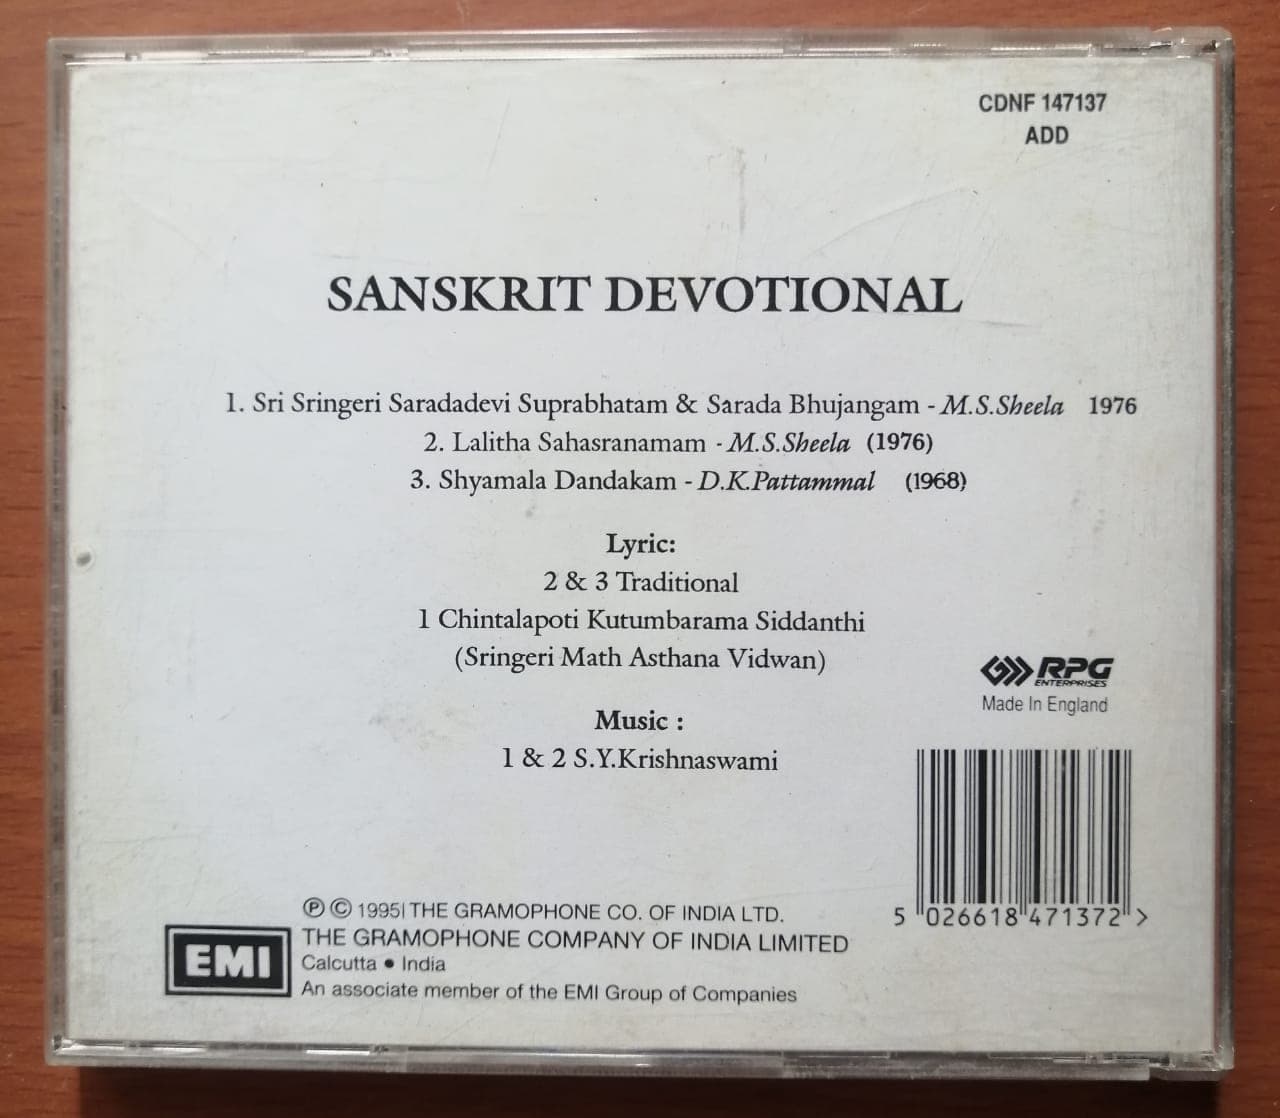 CDNF 147137
ADD
SANSKRIT DEVOTIONAL
1. Sri Sringeri Saradadevi Suprabhatam & Sarada Bhujangam - M.S.Sheela 1976
2. Lalitha Sahasranamam - M.S.Sheela (1976)
3. Shyamala Dandakam - D.K.Pattammal (1968)
Lyric:
2 & 3 Traditional
1 Chintalapoti Kutumbarama Siddanthi
(Sringeri Math Asthana Vidwan)
Music :
1 & 2 S.Y.Krishnaswami
RPG
ENTERPRISES
Made In England
5 026618 471372 >
℗ © 1995| THE GRAMOPHONE CO. OF INDIA LTD.
THE GRAMOPHONE COMPANY OF INDIA LIMITED
EMI
Calcutta • India
An associate member of the EMI Group of Companies